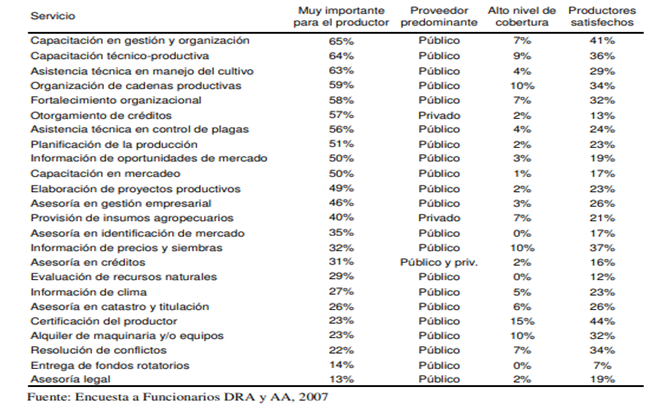 Servicio Muy importante para el productor Proveedor predominante Alto nivel de cobertura Productores satisfechos
Capacitación en gestión y organización 65% Público 7% 41%
Capacitación técnico-productiva 64% Público 9% 36%
Asistencia técnica en manejo del cultivo 63% Público 4% 29%
Organización de cadenas productivas 59% Público 10% 34%
Fortalecimiento organizacional 58% Público 7% 32%
Otorgamiento de créditos 57% Privado 2% 13%
Asistencia técnica en control de plagas 56% Público 4% 24%
Planificación de la producción 51% Público 2% 23%
Información de oportunidades de mercado 50% Público 3% 19%
Capacitación en mercadeo 50% Público 1% 17%
Elaboración de proyectos productivos 49% Público 2% 23%
Asesoría en gestión empresarial 46% Público 3% 26%
Provisión de insumos agropecuarios 40% Privado 7% 21%
Asesoría en identificación de mercado 35% Público 0% 17%
Información de precios y siembras 32% Público 10% 37%
Asesoría en créditos 31% Público y priv. 2% 16%
Evaluación de recursos naturales 29% Público 0% 12%
Información de clima 27% Público 5% 23%
Asesoría en catastro y titulación 26% Público 6% 26%
Certificación del productor 23% Público 15% 44%
Alquiler de maquinaria y/o equipos 23% Público 10% 32%
Resolución de conflictos 22% Público 7% 34%
Entrega de fondos rotatorios 14% Público 0% 7%
Asesoría legal 13% Público 2% 19%
Fuente: Encuesta a Funcionarios DRA y AA, 2007